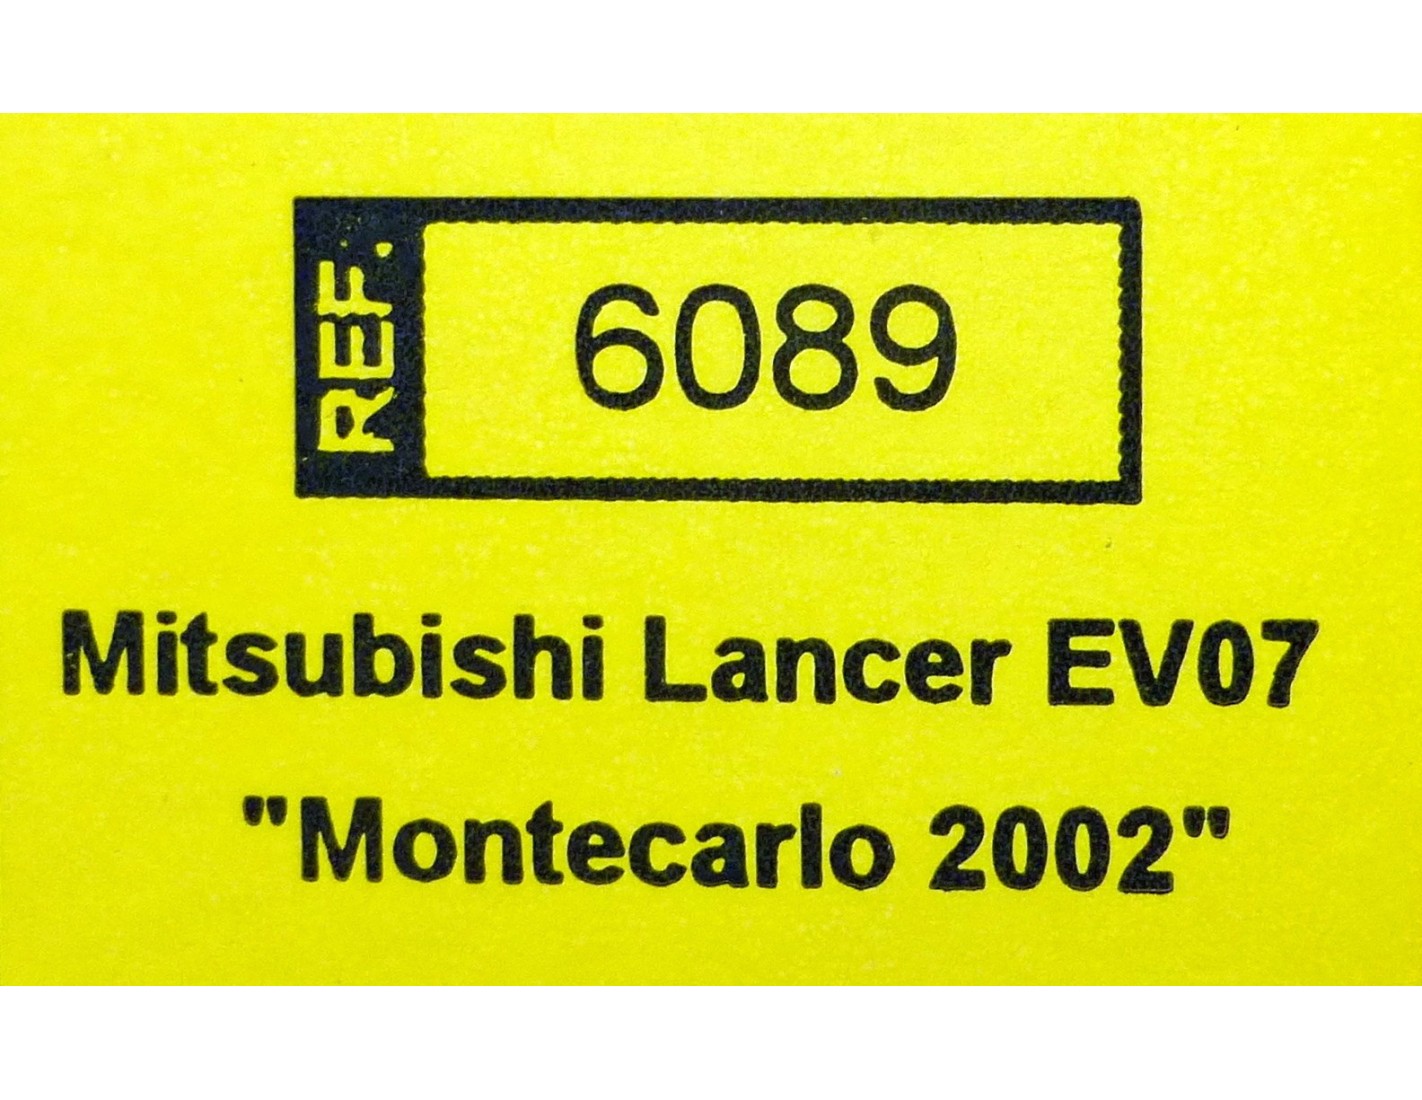 REF.
6089
Mitsubishi Lancer EV07
"Montecarlo 2002"